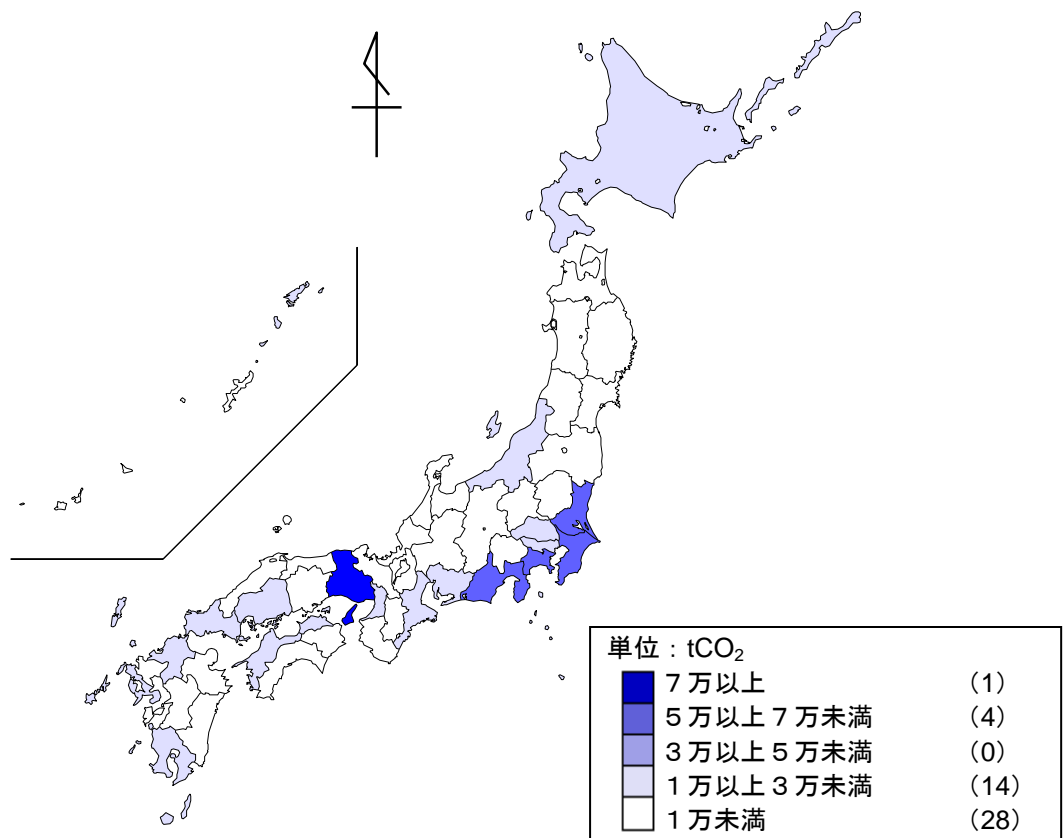 単位：tCO₂
７万以上 （1）
５万以上７万未満 （4）
３万以上５万未満 （0）
１万以上３万未満 （14）
１万未満 （28）